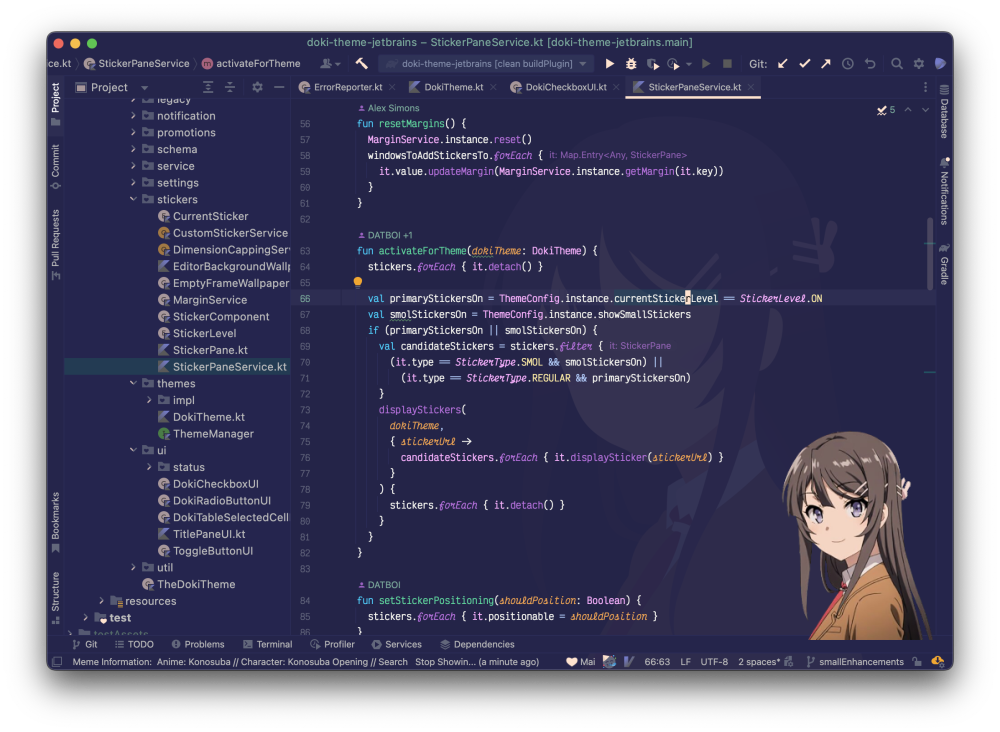 doki-theme-jetbrains – StickerPaneService.kt [doki-theme-jetbrains.main]
ce.kt
StickerPaneService
activateForTheme
doki-theme-jetbrains [clean buildPlugin]
Git:
Project
ErrorReporter.kt
DokiTheme.kt
DokiCheckboxUI.kt
StickerPaneService.kt
Project
Commit
Pull Requests
Bookmarks
Structure
legacy
notification
promotions
schema
service
settings
stickers
CurrentSticker
CustomStickerService
DimensionCappingSer
EditorBackgroundWallp
EmptyFrameWallpaper
MarginService
StickerComponent
StickerLevel
StickerPane.kt
StickerPaneService.kt
themes
impl
DokiTheme.kt
ThemeManager
ui
status
DokiCheckboxUI
DokiRadioButtonUI
DokiTableSelectedCell
TitlePaneUI.kt
ToggleButtonUI
util
TheDokiTheme
resources
test
testAssets
Alex Simons
5
56 fun resetMargins() {
57 MarginService.instance.reset()
58 windowsToAddStickersTo.forEach { it: Map.Entry<Any, StickerPane>
59 it.value.updateMargin(MarginService.instance.getMargin(it.key))
60 }
61 }
62
DATBOI +1
63 fun activateForTheme(dokiTheme: DokiTheme) {
64 stickers.forEach { it.detach() }
65
66 val primaryStickersOn = ThemeConfig.instance.currentStickerLevel == StickerLevel.ON
67 val smolStickersOn = ThemeConfig.instance.showSmallStickers
68 if (primaryStickersOn || smolStickersOn) {
69 val candidateStickers = stickers.filter { it: StickerPane
70 (it.type == StickerType.SMOL && smolStickersOn) ||
71 (it.type == StickerType.REGULAR && primaryStickersOn)
72 }
73 displayStickers(
74 dokiTheme,
75 { stickerUrl ->
76 candidateStickers.forEach { it.displaySticker(stickerUrl) }
77 }
78 ) {
79 stickers.forEach { it.detach() }
80 }
81 }
82 }
83
DATBOI
84 fun setStickerPositioning(shouldPosition: Boolean) {
85 stickers.forEach { it.positionable = shouldPosition }
86 }
Database
Notifications
Gradle
Git
TODO
Problems
Terminal
Profiler
Services
Dependencies
Meme Information: Anime: Konosuba // Character: Konosuba Opening // Search Stop Showin... (a minute ago)
Mai
66:63 LF UTF-8 2 spaces*
smallEnhancements